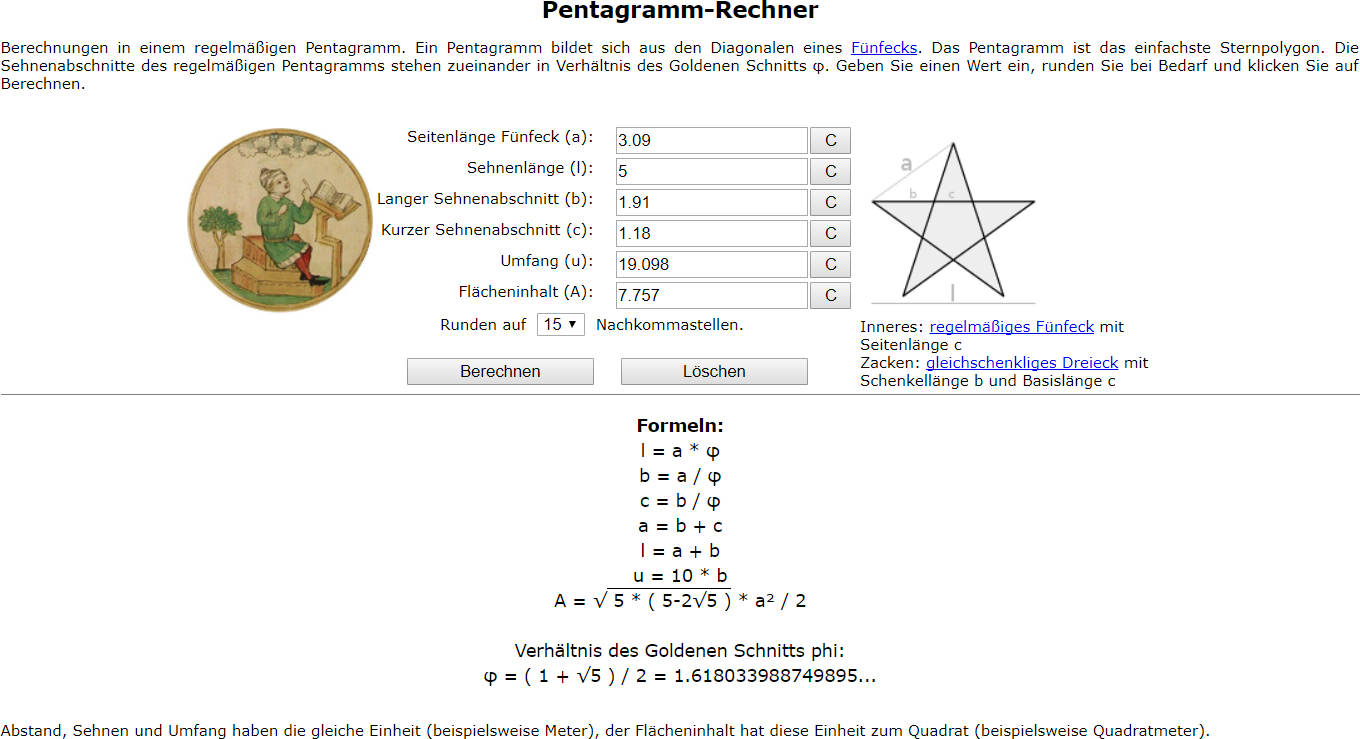 Pentagramm-Rechner
Berechnungen in einem regelmäßigen Pentagramm. Ein Pentagramm bildet sich aus den Diagonalen eines Fünfecks. Das Pentagramm ist das einfachste Sternpolygon. Die
Sehnenabschnitte des regelmäßigen Pentagramms stehen zueinander in Verhältnis des Goldenen Schnitts φ. Geben Sie einen Wert ein, runden Sie bei Bedarf und klicken Sie auf
Berechnen.
Seitenlänge Fünfeck (a): 3.09 C
Sehnenlänge (l): 5 C
Langer Sehnenabschnitt (b): 1.91 C
Kurzer Sehnenabschnitt (c): 1.18 C
Umfang (u): 19.098 C
Flächeninhalt (A): 7.757 C
Runden auf 15 ▼ Nachkommastellen.
Berechnen Löschen
a
b c
l
Inneres: regelmäßiges Fünfeck mit
Seitenlänge c
Zacken: gleichschenkliges Dreieck mit
Schenkellänge b und Basislänge c
Formeln:
l = a * φ
b = a / φ
c = b / φ
a = b + c
l = a + b
u = 10 * b
A = √ 5 * ( 5-2√5 ) * a² / 2
Verhältnis des Goldenen Schnitts phi:
φ = ( 1 + √5 ) / 2 = 1.618033988749895...
Abstand, Sehnen und Umfang haben die gleiche Einheit (beispielsweise Meter), der Flächeninhalt hat diese Einheit zum Quadrat (beispielsweise Quadratmeter).